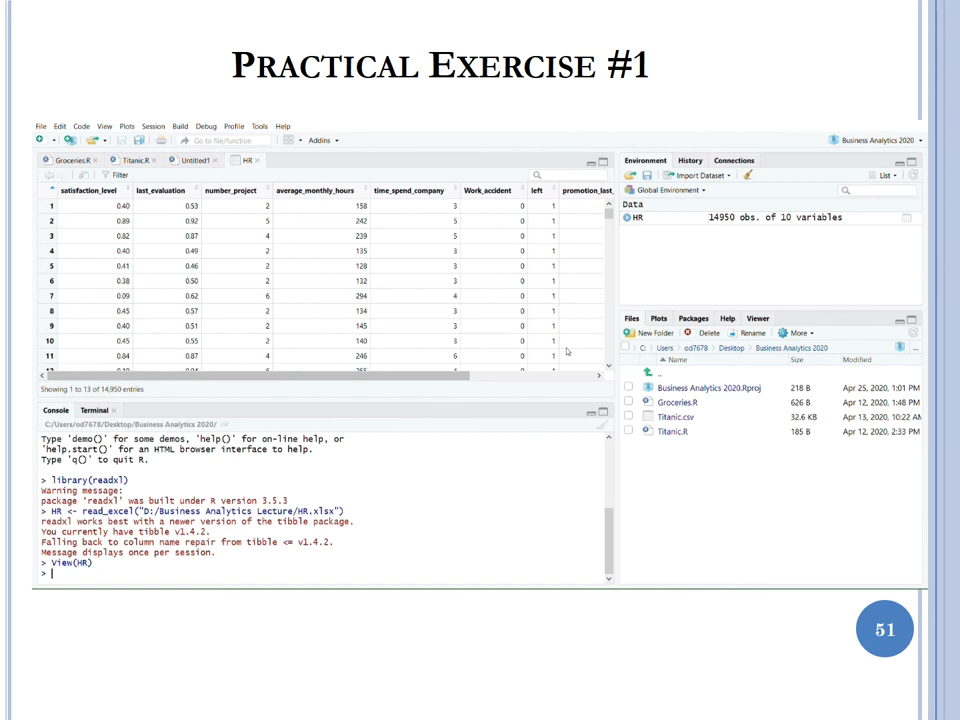 PRACTICAL EXERCISE #1
File Edit Code View Plots Session Build Debug Profile Tools Help
Go to file/function Addins Business Analytics 2020
Groceries.R Titanic.R Untitled1 HR
Filter
satisfaction_level last_evaluation number_project average_monthly_hours time_spend_company Work_accident left promotion_last_
1 0.40 0.53 2 158 3 0 1
2 0.89 0.92 5 242 5 0 1
3 0.82 0.87 4 239 5 0 1
4 0.40 0.49 2 135 3 0 1
5 0.41 0.46 2 128 3 0 1
6 0.38 0.50 2 132 3 0 1
7 0.09 0.62 6 294 4 0 1
8 0.45 0.57 2 134 3 0 1
9 0.40 0.51 2 145 3 0 1
10 0.45 0.55 2 140 3 0 1
11 0.84 0.87 4 246 6 0 1
Showing 1 to 13 of 14,950 entries
Console Terminal
C:/Users/od7678/Desktop/Business Analytics 2020/
Type 'demo()' for some demos, 'help()' for on-line help, or
'help.start()' for an HTML browser interface to help.
Type 'q()' to quit R.
> library(readxl)
Warning message:
package 'readxl' was built under R version 3.5.3
> HR <- read_excel("D:/Business Analytics Lecture/HR.xlsx")
readxl works best with a newer version of the tibble package.
You currently have tibble v1.4.2.
Falling back to column name repair from tibble <= v1.4.2.
Message displays once per session.
> View(HR)
>
Environment History Connections
Import Dataset List
Global Environment
Data
HR 14950 obs. of 10 variables
Files Plots Packages Help Viewer
New Folder Delete Rename More
C: Users od7678 Desktop Business Analytics 2020 ...
Name Size Modified
..
Business Analytics 2020.Rproj 218 B Apr 25, 2020, 1:01 PM
Groceries.R 626 B Apr 12, 2020, 1:48 PM
Titanic.csv 32.6 KB Apr 13, 2020, 10:22 AM
Titanic.R 185 B Apr 12, 2020, 2:33 PM
51